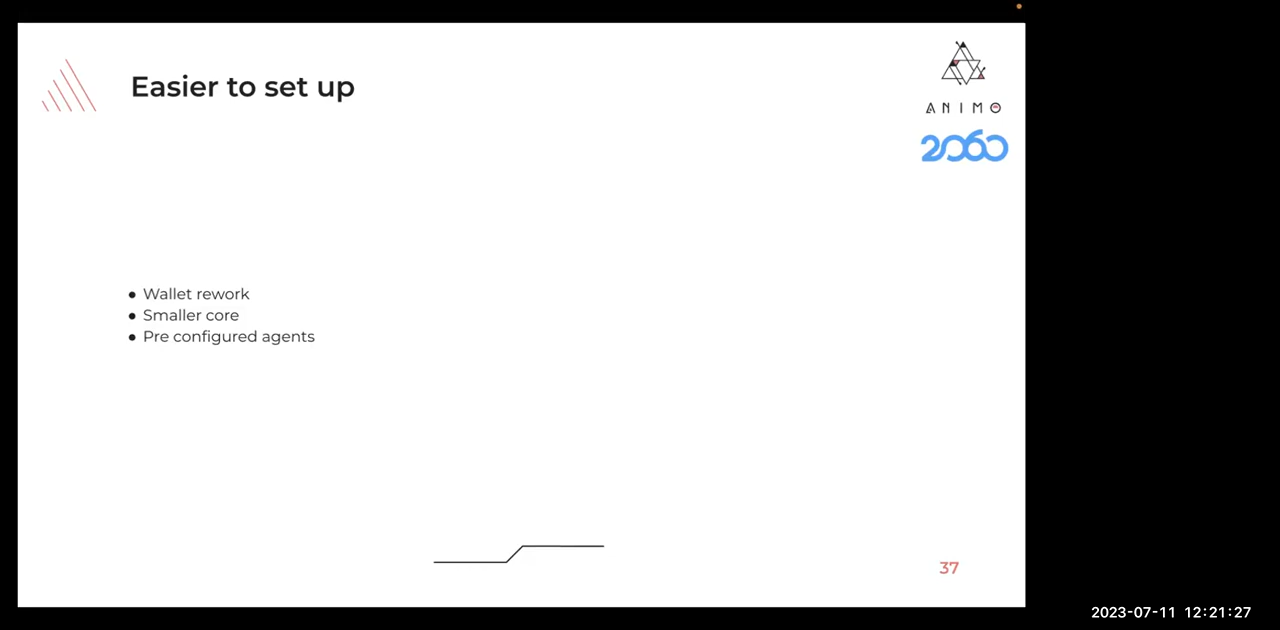 Easier to set up
ANIMO
2060
● Wallet rework
● Smaller core
● Pre configured agents
37
2023-07-11 12:21:27